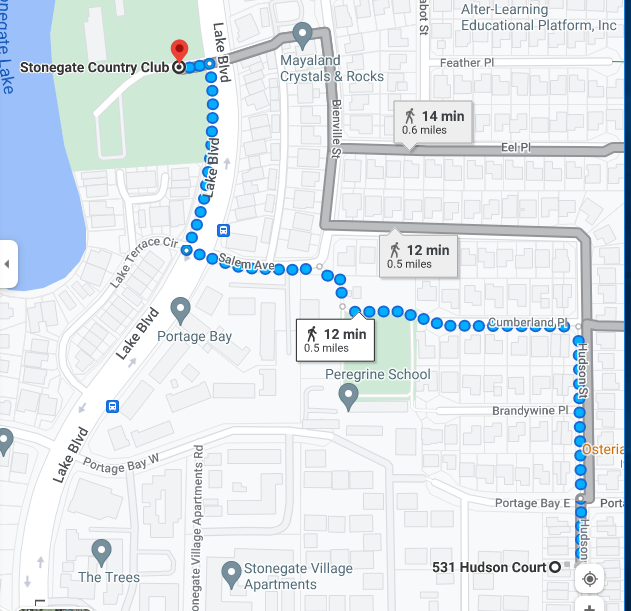 Stonegate Lake
Alter-Learning
Educational Platform, Inc
Lake Blvd
Mayaland
Crystals & Rocks
Feather Pl
Stonegate Country Club
Bienville St
14 min
0.6 miles
Eel Pl
Lake Blvd
12 min
0.5 miles
Lake Terrace Cir
Salem Ave
Lake Blvd
Portage Bay
12 min
0.5 miles
Cumberland Pl
Hudson St
Peregrine School
Brandywine Pl
Lake Blvd
Portage Bay W
Osteria
onegate Village Apartments Rd
Portage Bay E
Port
Hudson
The Trees
Stonegate Village
Apartments
531 Hudson Court